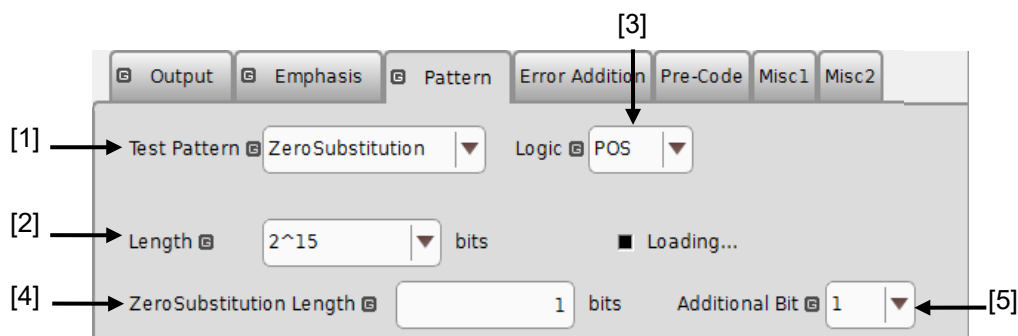 [3]
G Output G Emphasis G Pattern Error Addition Pre-Code Misc1 Misc2
[1] Test Pattern G ZeroSubstitution Logic G POS
[2] Length G 2^15 bits Loading...
[4] ZeroSubstitution Length G 1 bits Additional Bit G 1 [5]